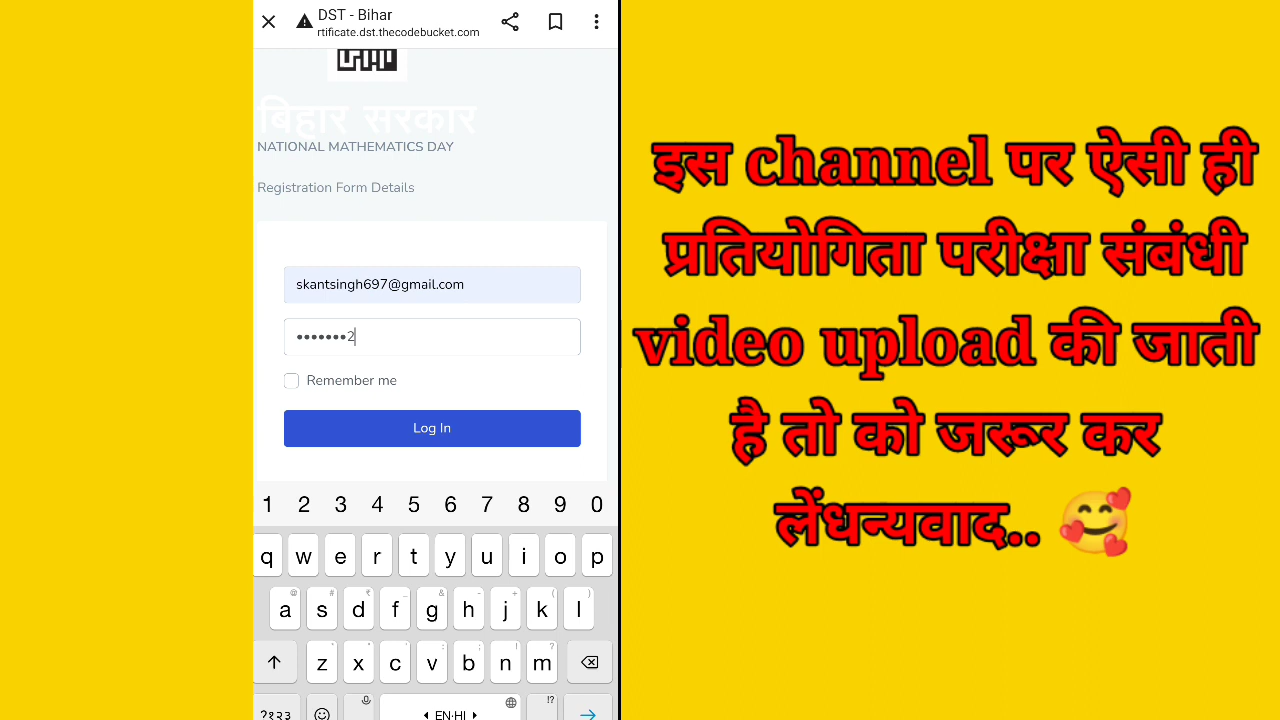 DST - Bihar
rtificate.dst.thecodebucket.com
बिहार सरकार
NATIONAL MATHEMATICS DAY
Registration Form Details
skantsingh697@gmail.com
•••••••2
Remember me
Log In
1 2 3 4 5 6 7 8 9 0
q w e r t y u i o p
@ # ₹ _ & - + ( )
a s d f g h j k l
z x c v b n m
?१२३ EN·HI !?
इस channel पर ऐसी ही
प्रतियोगिता परीक्षा संबंधी
video upload की जाती
है तो को जरूर कर
लेंधन्यवाद.. 🥰